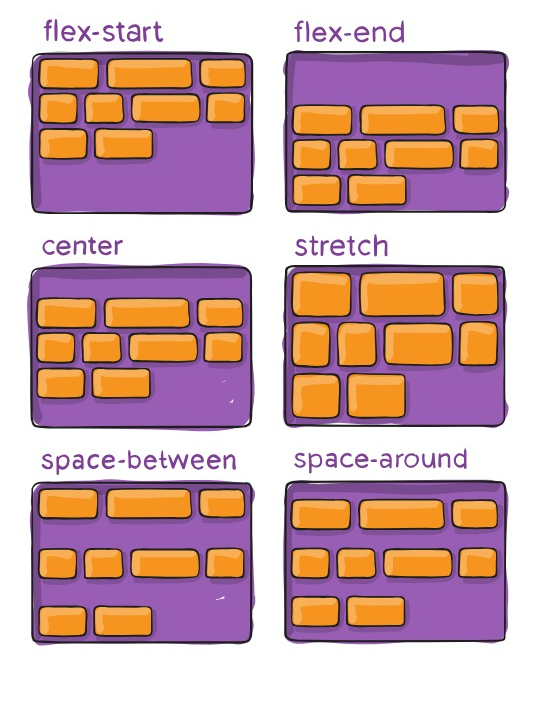 flex-start
flex-end
center
stretch
space-between
space-around